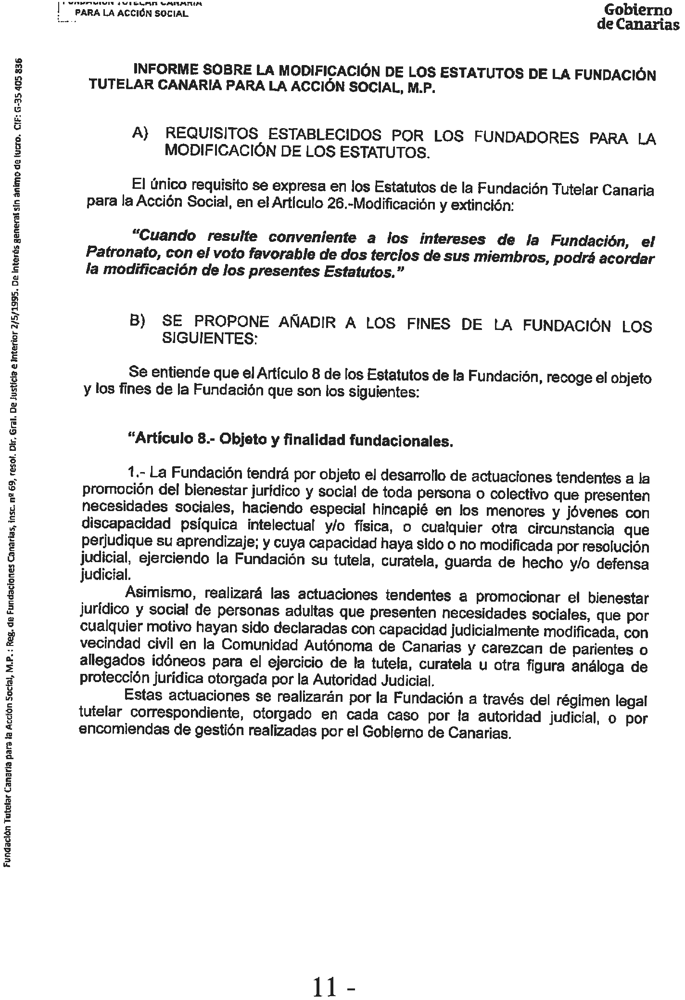 FUNDACIÓN TUTELAR CANARIA
PARA LA ACCIÓN SOCIAL
Gobierno
de Canarias
INFORME SOBRE LA MODIFICACIÓN DE LOS ESTATUTOS DE LA FUNDACIÓN
TUTELAR CANARIA PARA LA ACCIÓN SOCIAL, M.P.
A) REQUISITOS ESTABLECIDOS POR LOS FUNDADORES PARA LA
MODIFICACIÓN DE LOS ESTATUTOS.
El único requisito se expresa en los Estatutos de la Fundación Tutelar Canaria
para la Acción Social, en el Artículo 26.-Modificación y extinción:
“Cuando resulte conveniente a los intereses de la Fundación, el
Patronato, con el voto favorable de dos tercios de sus miembros, podrá acordar
la modificación de los presentes Estatutos.”
B) SE PROPONE AÑADIR A LOS FINES DE LA FUNDACIÓN LOS
SIGUIENTES:
Se entiende que el Artículo 8 de los Estatutos de la Fundación, recoge el objeto
y los fines de la Fundación que son los siguientes:
“Artículo 8.- Objeto y finalidad fundacionales.
1.- La Fundación tendrá por objeto el desarrollo de actuaciones tendentes a la
promoción del bienestar jurídico y social de toda persona o colectivo que presenten
necesidades sociales, haciendo especial hincapié en los menores y jóvenes con
discapacidad psíquica intelectual y/o física, o cualquier otra circunstancia que
perjudique su aprendizaje; y cuya capacidad haya sido o no modificada por resolución
judicial, ejerciendo la Fundación su tutela, curatela, guarda de hecho y/o defensa
judicial.
Asimismo, realizará las actuaciones tendentes a promocionar el bienestar
jurídico y social de personas adultas que presenten necesidades sociales, que por
cualquier motivo hayan sido declaradas con capacidad judicialmente modificada, con
vecindad civil en la Comunidad Autónoma de Canarias y carezcan de parientes o
allegados idóneos para el ejercicio de la tutela, curatela u otra figura análoga de
protección jurídica otorgada por la Autoridad Judicial.
Estas actuaciones se realizarán por la Fundación a través del régimen legal
tutelar correspondiente, otorgado en cada caso por la autoridad judicial, o por
encomiendas de gestión realizadas por el Gobierno de Canarias.
Fundación Tutelar Canaria para la Acción Social, M.P. : Reg. de Fundaciones Canarias, insc. nº 69, resol. Dir. Gral. De Justicia e Interior 2/5/1995. De Interés general sin ánimo de lucro. CIF: G-35 405 836
11 -